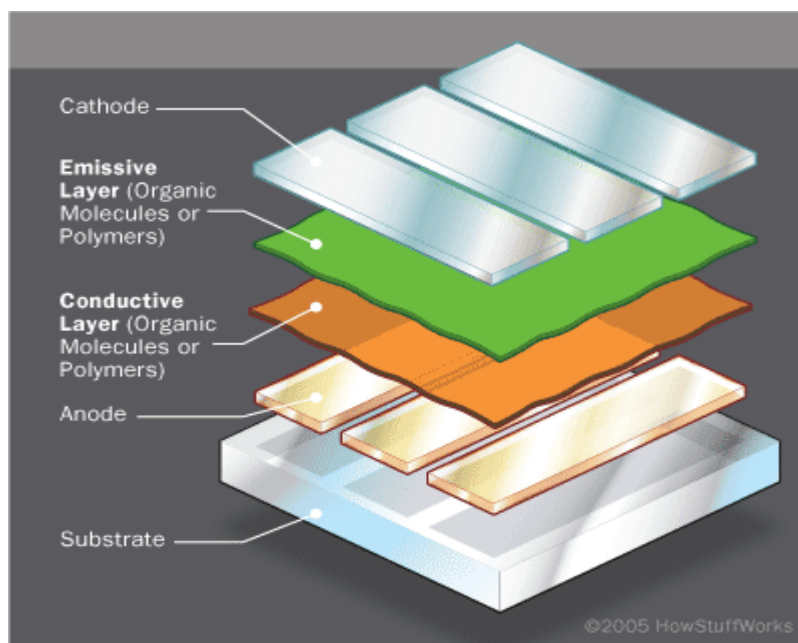 Cathode
Emissive
Layer (Organic
Molecules or
Polymers)
Conductive
Layer (Organic
Molecules or
Polymers)
Anode
Substrate
©2005 HowStuffWorks